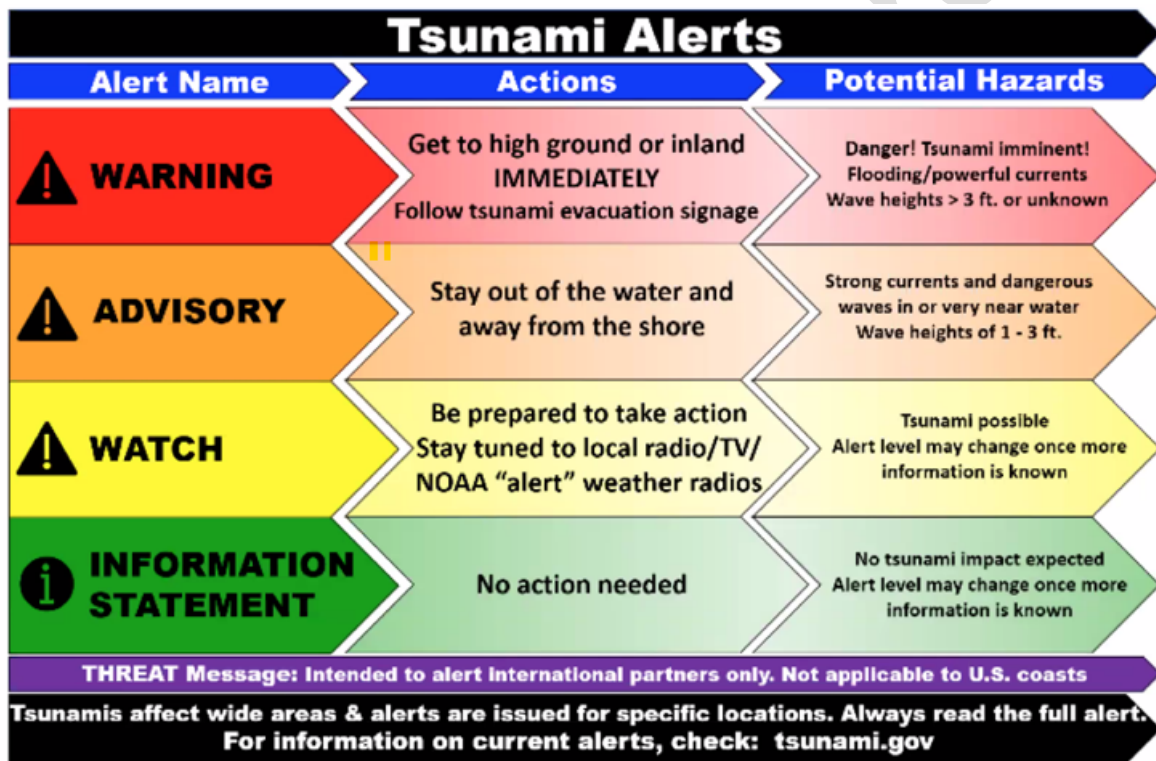 Tsunami Alerts
Alert Name
Actions
Potential Hazards
WARNING
Get to high ground or inland
IMMEDIATELY
Follow tsunami evacuation signage
Danger! Tsunami imminent!
Flooding/powerful currents
Wave heights > 3 ft. or unknown
"
ADVISORY
Stay out of the water and
away from the shore
Strong currents and dangerous
waves in or very near water
Wave heights of 1 - 3 ft.
WATCH
Be prepared to take action
Stay tuned to local radio/TV/
NOAA “alert” weather radios
Tsunami possible
Alert level may change once more
information is known
INFORMATION
STATEMENT
No action needed
No tsunami impact expected
Alert level may change once more
information is known
THREAT Message: Intended to alert International partners only. Not applicable to U.S. coasts
Tsunamis affect wide areas & alerts are issued for specific locations. Always read the full alert.
For information on current alerts, check: tsunami.gov